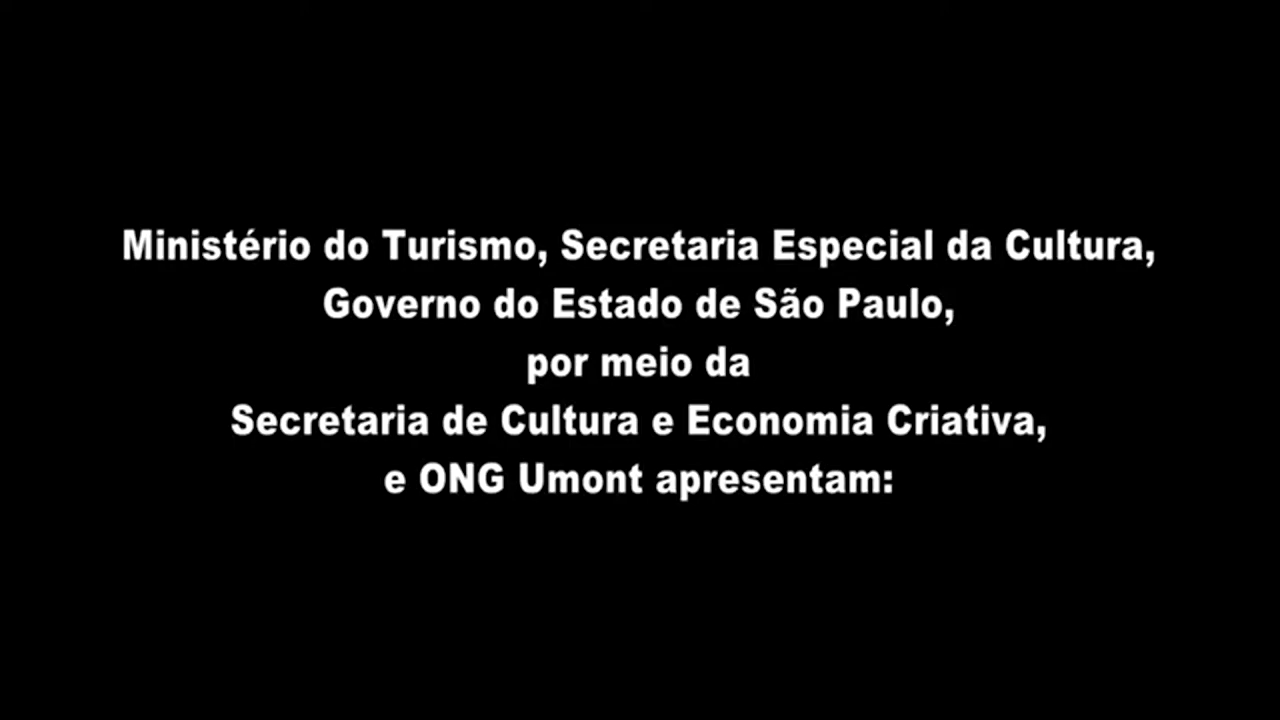 Ministério do Turismo, Secretaria Especial da Cultura,
Governo do Estado de São Paulo,
por meio da
Secretaria de Cultura e Economia Criativa,
e ONG Umont apresentam: